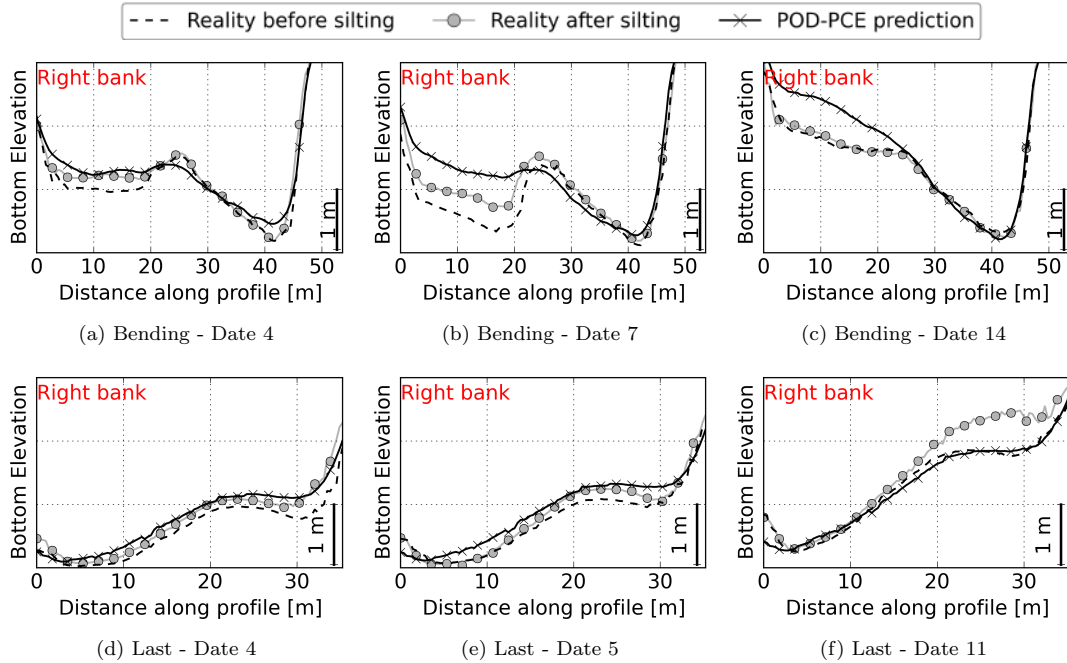 Reality before silting Reality after silting POD-PCE prediction
Right bank Right bank Right bank
Bottom Elevation Bottom Elevation Bottom Elevation
1 m 1 m 1 m
0 10 20 30 40 50 0 10 20 30 40 50 0 10 20 30 40 50
Distance along profile [m] Distance along profile [m] Distance along profile [m]
(a) Bending - Date 4 (b) Bending - Date 7 (c) Bending - Date 14
Right bank Right bank Right bank
Bottom Elevation Bottom Elevation Bottom Elevation
1 m 1 m 1 m
0 10 20 30 0 10 20 30 0 10 20 30
Distance along profile [m] Distance along profile [m] Distance along profile [m]
(d) Last - Date 4 (e) Last - Date 5 (f) Last - Date 11